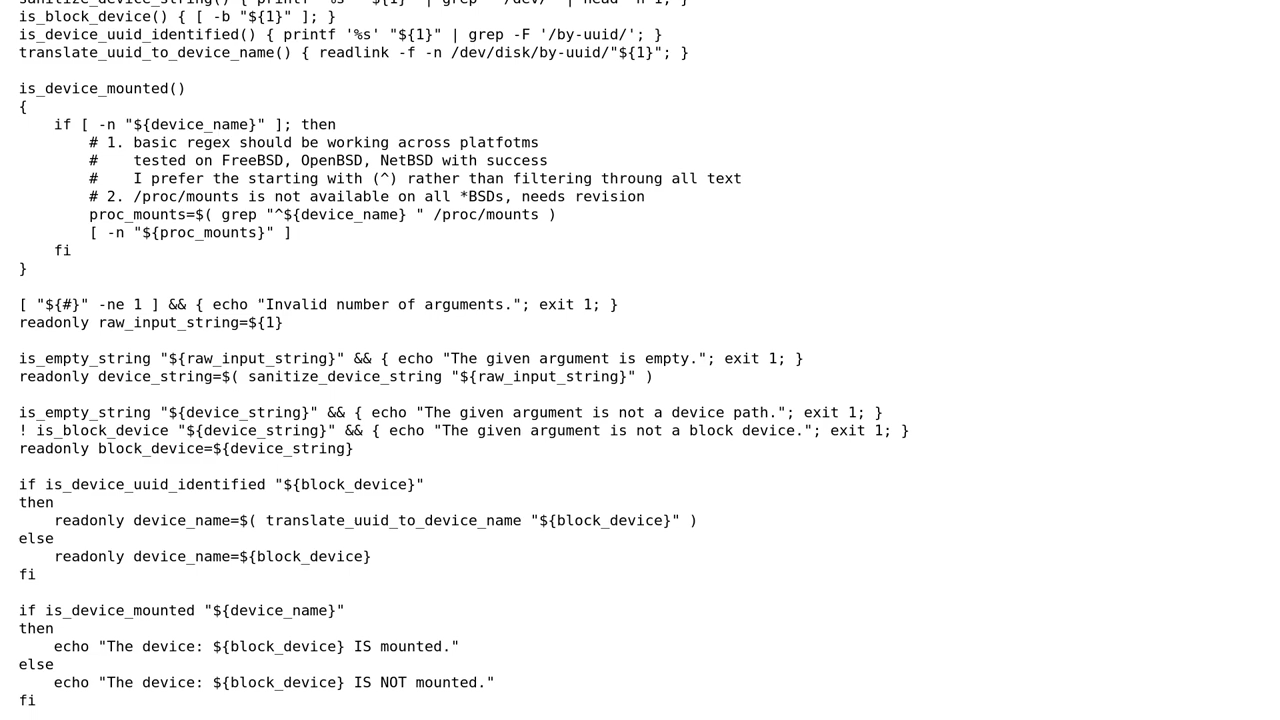 is_block_device() { [ -b "${1}" ]; }
is_device_uuid_identified() { printf '%s' "${1}" | grep -F '/by-uuid/'; }
translate_uuid_to_device_name() { readlink -f -n /dev/disk/by-uuid/"${1}"; }

is_device_mounted()
{
    if [ -n "${device_name}" ]; then
        # 1. basic regex should be working across platfotms
        #    tested on FreeBSD, OpenBSD, NetBSD with success
        #    I prefer the starting with (^) rather than filtering throung all text
        # 2. /proc/mounts is not available on all *BSDs, needs revision
        proc_mounts=$( grep "^${device_name} " /proc/mounts )
        [ -n "${proc_mounts}" ]
    fi
}

[ "${#}" -ne 1 ] && { echo "Invalid number of arguments."; exit 1; }
readonly raw_input_string=${1}

is_empty_string "${raw_input_string}" && { echo "The given argument is empty."; exit 1; }
readonly device_string=$( sanitize_device_string "${raw_input_string}" )

is_empty_string "${device_string}" && { echo "The given argument is not a device path."; exit 1; }
! is_block_device "${device_string}" && { echo "The given argument is not a block device."; exit 1; }
readonly block_device=${device_string}

if is_device_uuid_identified "${block_device}"
then
    readonly device_name=$( translate_uuid_to_device_name "${block_device}" )
else
    readonly device_name=${block_device}
fi

if is_device_mounted "${device_name}"
then
    echo "The device: ${block_device} IS mounted."
else
    echo "The device: ${block_device} IS NOT mounted."
fi